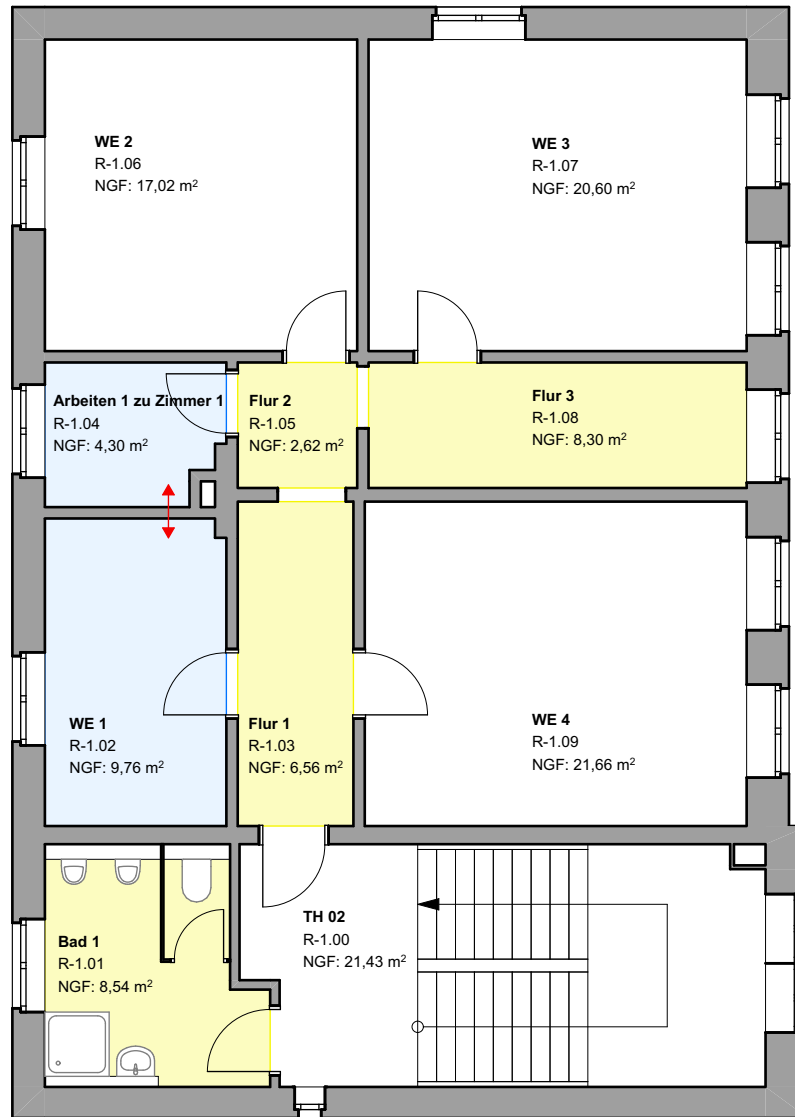 WE 2
R-1.06
NGF: 17,02 m²
WE 3
R-1.07
NGF: 20,60 m²
Arbeiten 1 zu Zimmer 1
R-1.04
NGF: 4,30 m²
Flur 2
R-1.05
NGF: 2,62 m²
Flur 3
R-1.08
NGF: 8,30 m²
WE 1
R-1.02
NGF: 9,76 m²
Flur 1
R-1.03
NGF: 6,56 m²
WE 4
R-1.09
NGF: 21,66 m²
Bad 1
R-1.01
NGF: 8,54 m²
TH 02
R-1.00
NGF: 21,43 m²